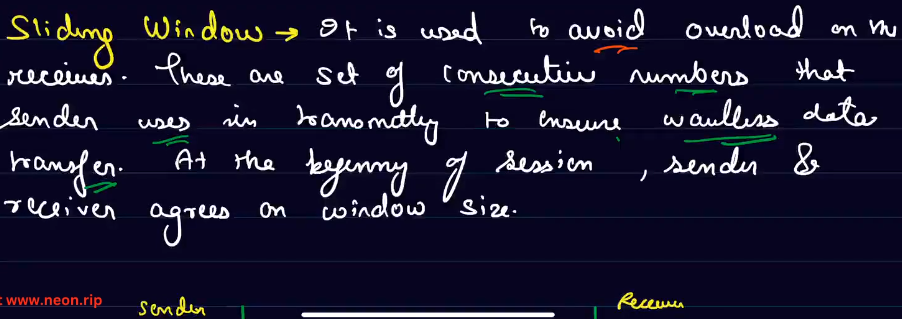 Sliding Window → It is used to avoid overload on the
receiver. These are set of consecutive numbers that
sender uses in transmitting to ensure data
transfer. At the beginning of session, sender &
receiver agrees on window size.
: www.neon.rip
sender Receiver